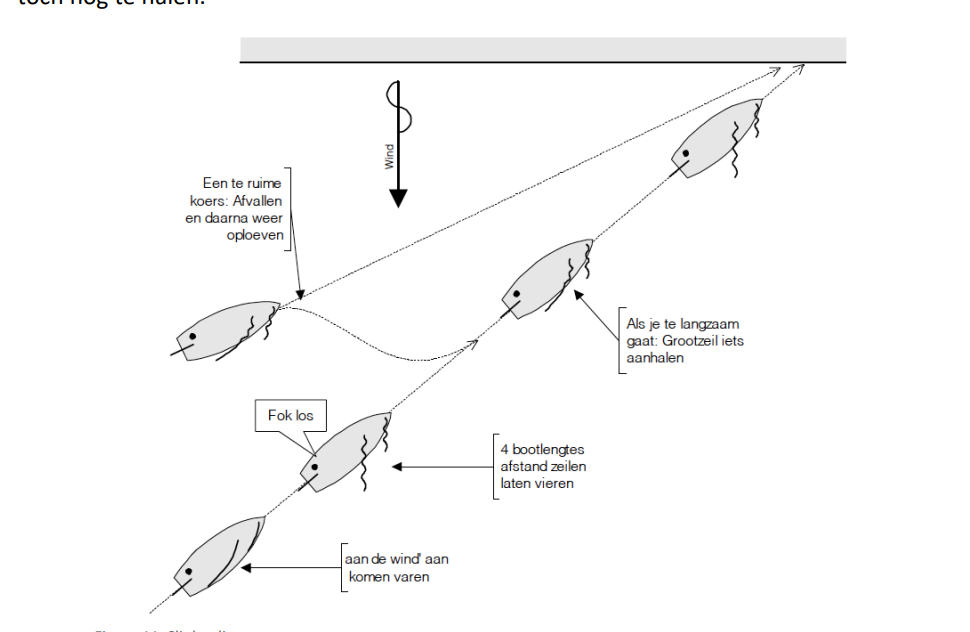 toch nog te halen.
Wind
Een te ruime
koers: Afvallen
en daarna weer
oploeven
Als je te langzaam
gaat: Grootzeil iets
aanhalen
Fok los
4 bootlengtes
afstand zeilen
laten vieren
aan de wind' aan
komen varen